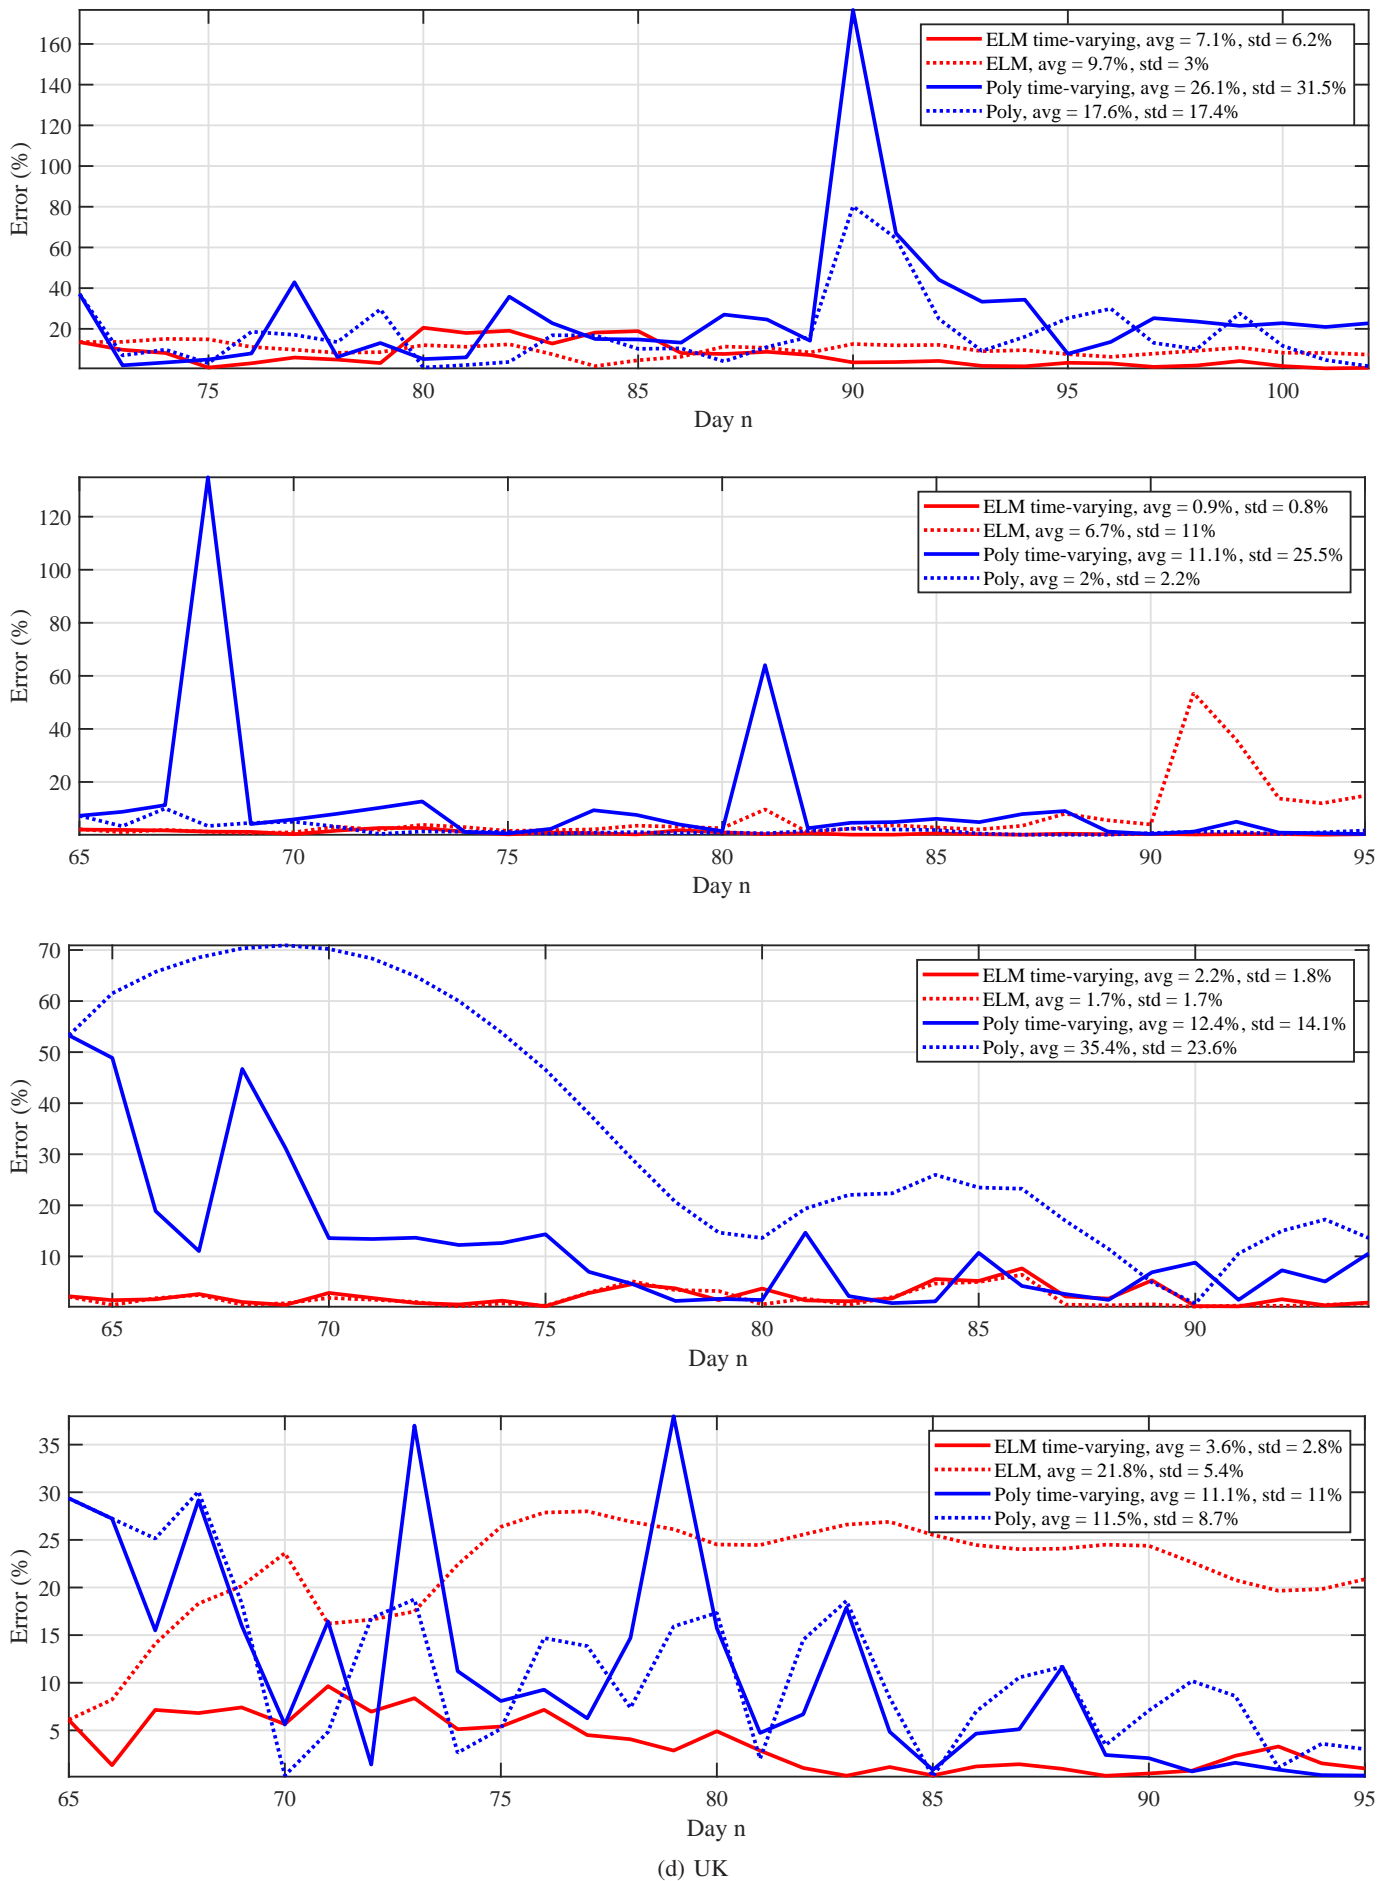 160
140
120
100
80
60
40
20
Error (%)
ELM time-varying, avg = 7.1%, std = 6.2%
ELM, avg = 9.7%, std = 3%
Poly time-varying, avg = 26.1%, std = 31.5%
Poly, avg = 17.6%, std = 17.4%
75 80 85 90 95 100
Day n
120
100
80
60
40
20
Error (%)
ELM time-varying, avg = 0.9%, std = 0.8%
ELM, avg = 6.7%, std = 11%
Poly time-varying, avg = 11.1%, std = 25.5%
Poly, avg = 2%, std = 2.2%
65 70 75 80 85 90 95
Day n
70
60
50
40
30
20
10
Error (%)
ELM time-varying, avg = 2.2%, std = 1.8%
ELM, avg = 1.7%, std = 1.7%
Poly time-varying, avg = 12.4%, std = 14.1%
Poly, avg = 35.4%, std = 23.6%
65 70 75 80 85 90
Day n
35
30
25
20
15
10
5
Error (%)
ELM time-varying, avg = 3.6%, std = 2.8%
ELM, avg = 21.8%, std = 5.4%
Poly time-varying, avg = 11.1%, std = 11%
Poly, avg = 11.5%, std = 8.7%
65 70 75 80 85 90 95
Day n
(d) UK